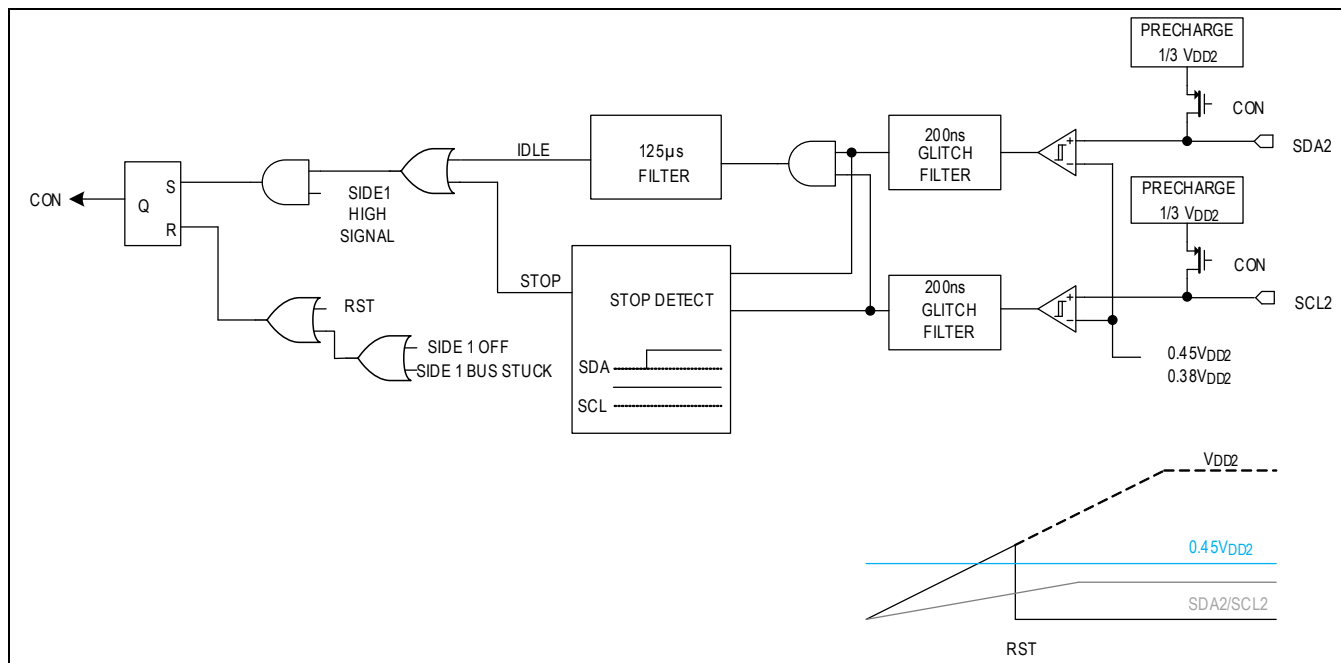 PRECHARGE
1/3 VDD2
CON
SDA2
200ns
GLITCH
FILTER
125µs
FILTER
IDLE
CON
S
Q
R
SIDE1
HIGH
SIGNAL
PRECHARGE
1/3 VDD2
CON
SCL2
200ns
GLITCH
FILTER
STOP
STOP DETECT
SDA
SCL
RST
SIDE 1 OFF
SIDE 1 BUS STUCK
0.45VDD2
0.38VDD2
+
−
+
−
VDD2
0.45VDD2
SDA2/SCL2
RST